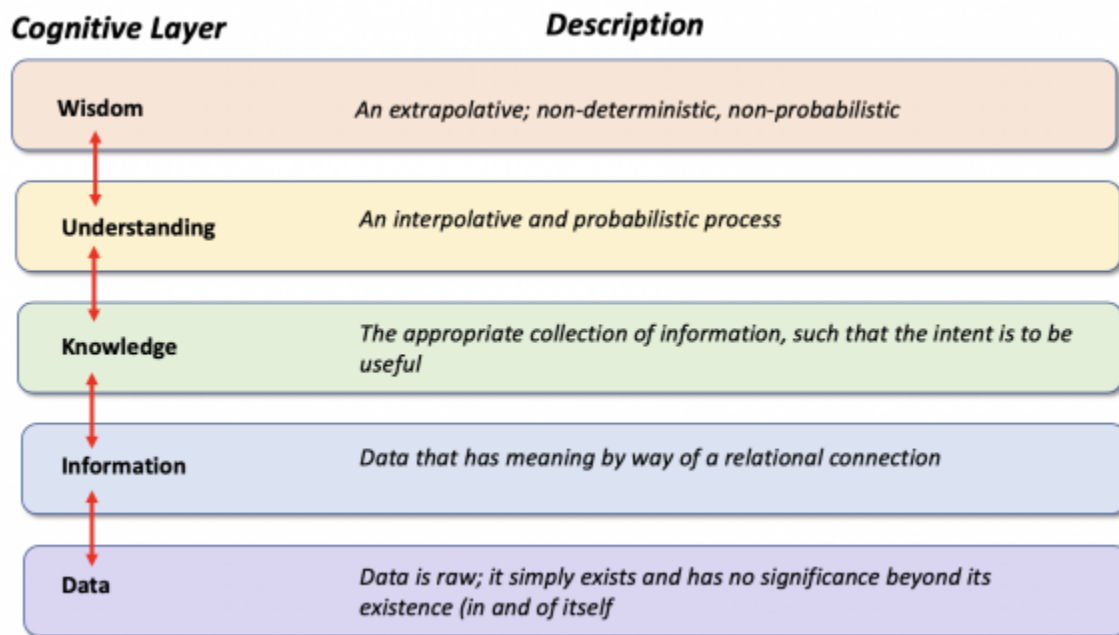 Cognitive Layer Description
Wisdom An extrapolative; non-deterministic, non-probabilistic
Understanding An interpolative and probabilistic process
Knowledge The appropriate collection of information, such that the intent is to be
useful
Information Data that has meaning by way of a relational connection
Data Data is raw; it simply exists and has no significance beyond its
existence (in and of itself